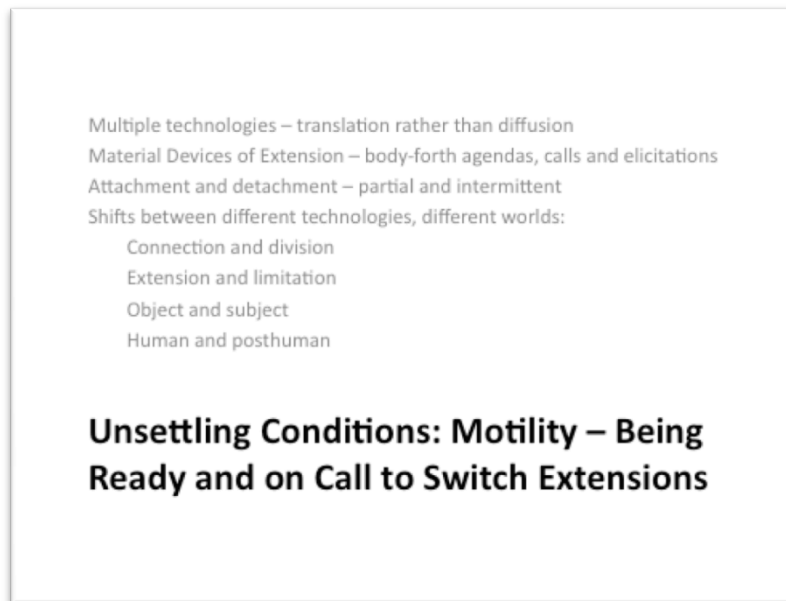 Multiple technologies – translation rather than diffusion
Material Devices of Extension – body-forth agendas, calls and elicitations
Attachment and detachment – partial and intermittent
Shifts between different technologies, different worlds:
Connection and division
Extension and limitation
Object and subject
Human and posthuman
Unsettling Conditions: Motility – Being
Ready and on Call to Switch Extensions